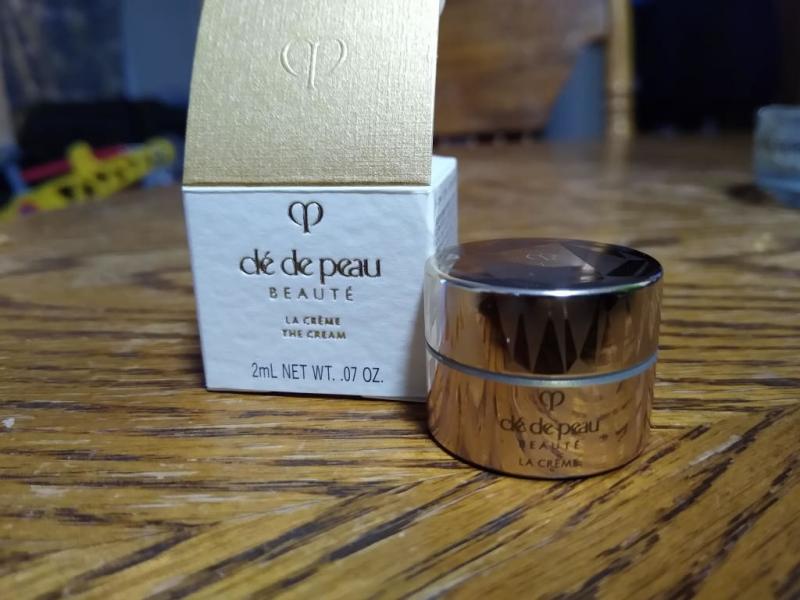 clé de peau
BEAUTÉ
LA CRÈME
THE CREAM
2mL NET WT. .07 OZ.
clé de peau
BEAUTÉ
LA CRÈME